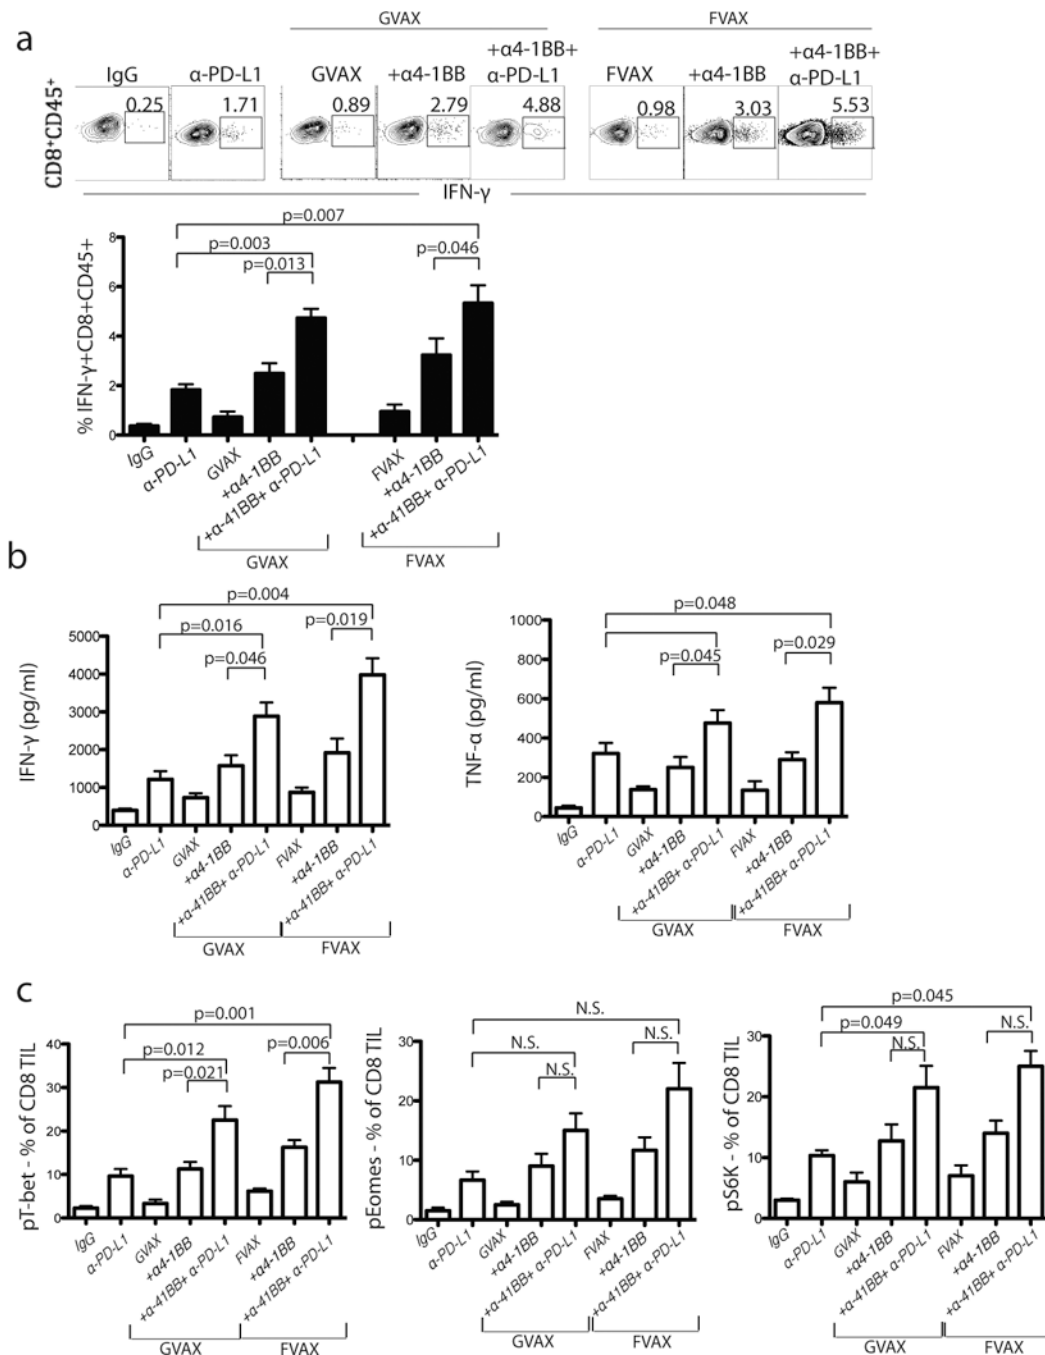 a
GVAX
FVAX
IgG
α-PD-L1
GVAX
+α4-1BB
+α4-1BB+
α-PD-L1
FVAX
+α4-1BB
+α4-1BB+
α-PD-L1
0.25
1.71
0.89
2.79
4.88
0.98
3.03
5.53
CD8+CD45+
IFN-γ
% IFN-γ+CD8+CD45+
8
6
4
2
0
p=0.007
p=0.003
p=0.013
p=0.046
IgG
α-PD-L1
GVAX
+α4-1BB
+α-41BB+ α-PD-L1
FVAX
+α4-1BB
+α-41BB+ α-PD-L1
GVAX
FVAX
b
IFN-γ (pg/ml)
5000
4000
3000
2000
1000
0
p=0.004
p=0.016
p=0.046
p=0.019
IgG
α-PD-L1
GVAX
+α4-1BB
+α-41BB+ α-PD-L1
FVAX
+α4-1BB
+α-41BB+ α-PD-L1
GVAX
FVAX
TNF-α (pg/ml)
1000
800
600
400
200
0
p=0.048
p=0.045
p=0.029
IgG
α-PD-L1
GVAX
+α4-1BB
+α-41BB+ α-PD-L1
FVAX
+α4-1BB
+α-41BB+ α-PD-L1
GVAX
FVAX
c
pT-bet - % of CD8 TIL
40
30
20
10
0
p=0.001
p=0.012
p=0.021
p=0.006
IgG
α-PD-L1
GVAX
+α4-1BB
+α-41BB+ α-PD-L1
FVAX
+α4-1BB
+α-41BB+ α-PD-L1
GVAX
FVAX
pEomes - % of CD8 TIL
30
20
10
0
N.S.
N.S.
N.S.
N.S.
IgG
α-PD-L1
GVAX
+α4-1BB
+α-41BB+ α-PD-L1
FVAX
+α4-1BB
+α-41BB+ α-PD-L1
GVAX
FVAX
pS6K - % of CD8 TIL
30
20
10
0
p=0.045
p=0.049
N.S.
N.S.
IgG
α-PD-L1
GVAX
+α4-1BB
+α-41BB+ α-PD-L1
FVAX
+α4-1BB
+α-41BB+ α-PD-L1
GVAX
FVAX